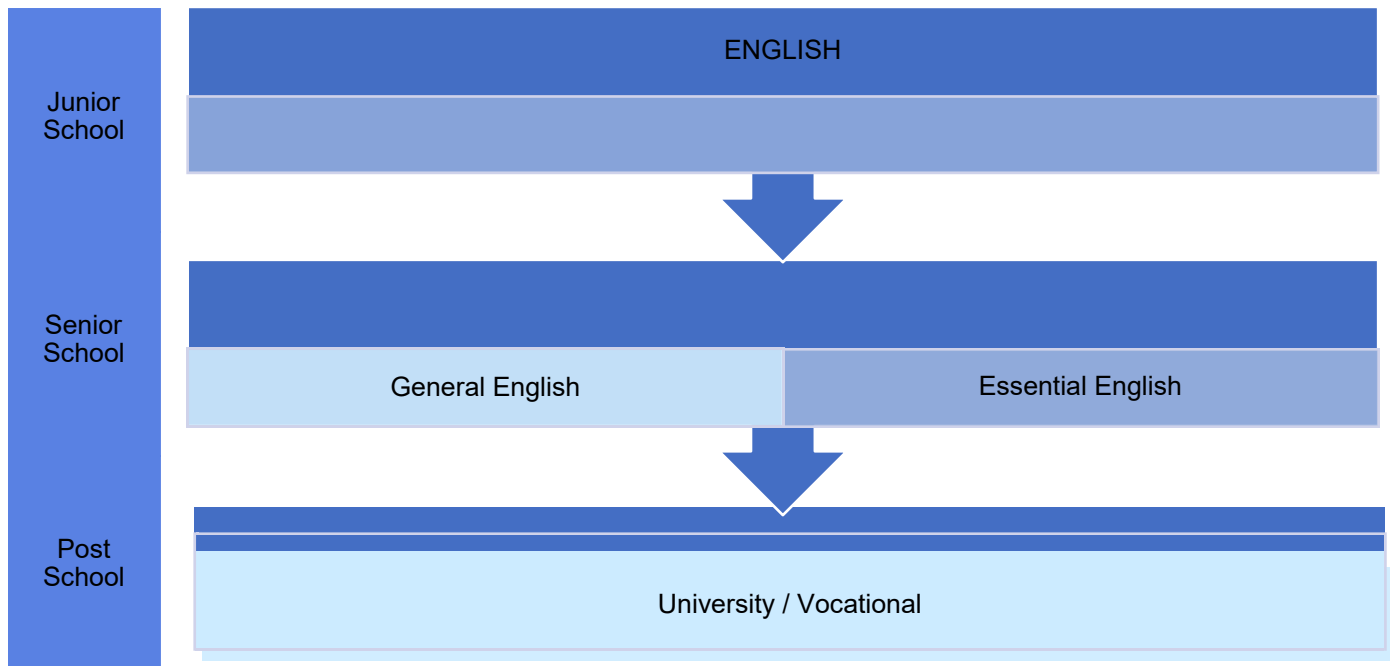 Junior
School
ENGLISH
Senior
School
General English
Essential English
Post
School
University / Vocational